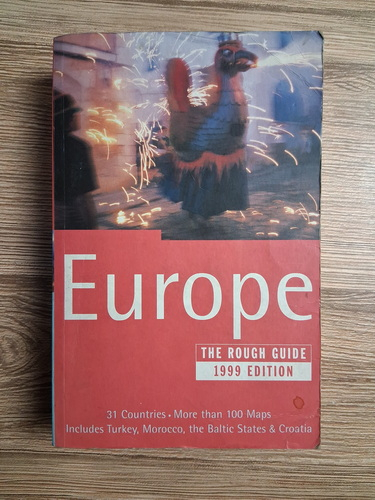 Europe
THE ROUGH GUIDE
1999 EDITION
31 Countries • More than 100 Maps
Includes Turkey, Morocco, the Baltic States & Croatia